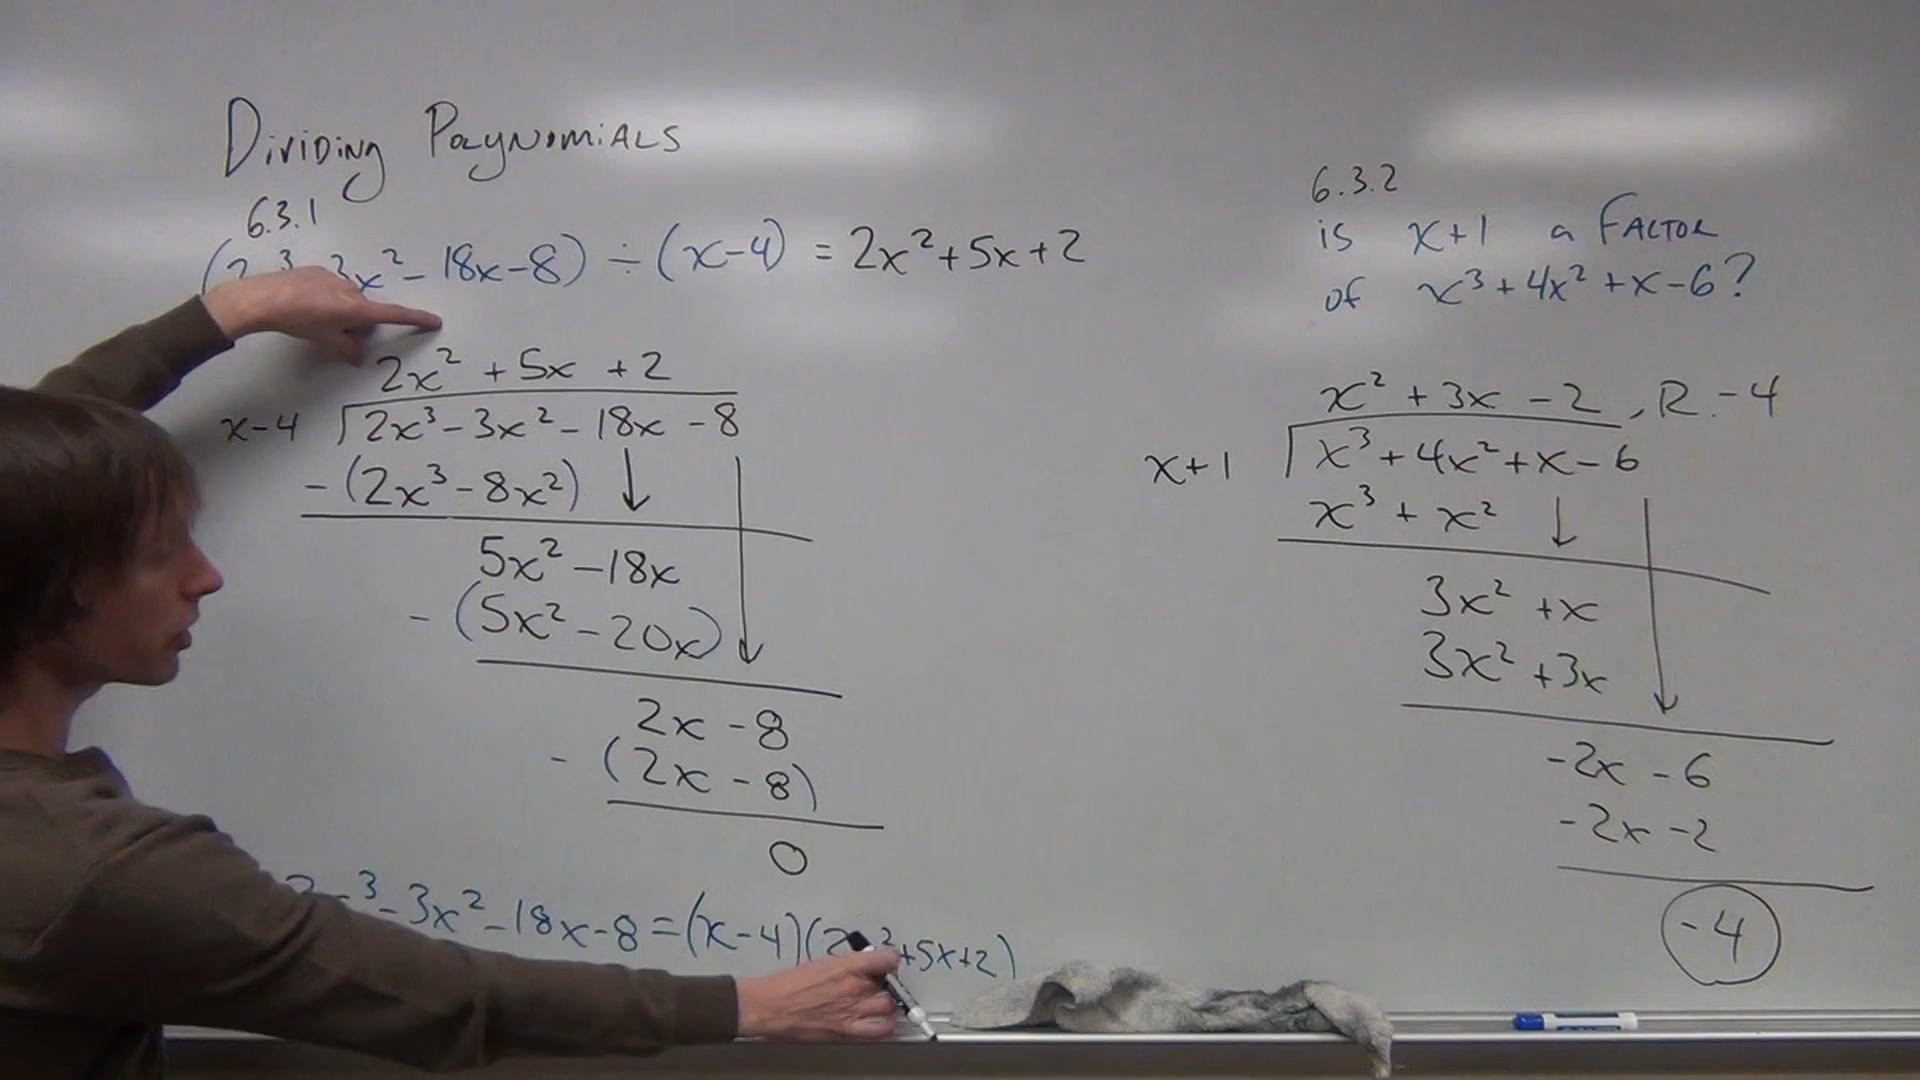 Dividing Polynomials
6.3.1
3x² - 18x - 8) ÷ (x-4) = 2x² + 5x + 2
2x² + 5x + 2
x-4 2x³ - 3x² - 18x - 8
- (2x³ - 8x²)
5x² - 18x
- (5x² - 20x)
2x - 8
- (2x - 8)
0
³ - 3x² - 18x - 8 = (x-4)(2 ² + 5x + 2)
6.3.2
is x+1 a Factor
of x³ + 4x² + x - 6?
x² + 3x - 2, R. -4
x+1 x³ + 4x² + x - 6
x³ + x²
3x² + x
3x² + 3x
-2x - 6
-2x - 2
-4